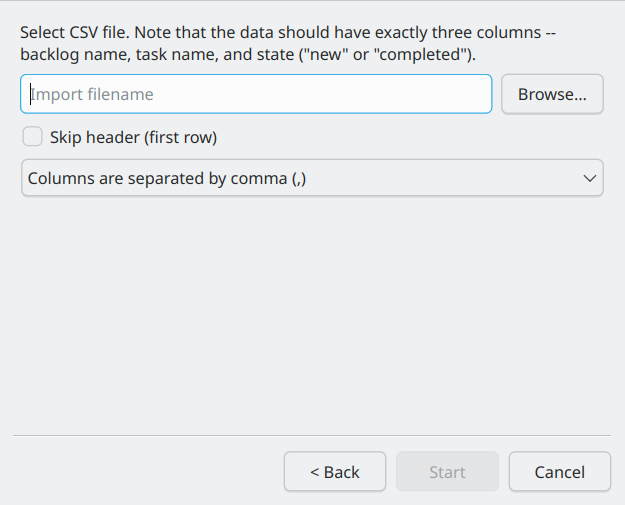 Select CSV file. Note that the data should have exactly three columns --
backlog name, task name, and state ("new" or "completed").
Import filename
Browse...
Skip header (first row)
Columns are separated by comma (,)
< Back
Start
Cancel